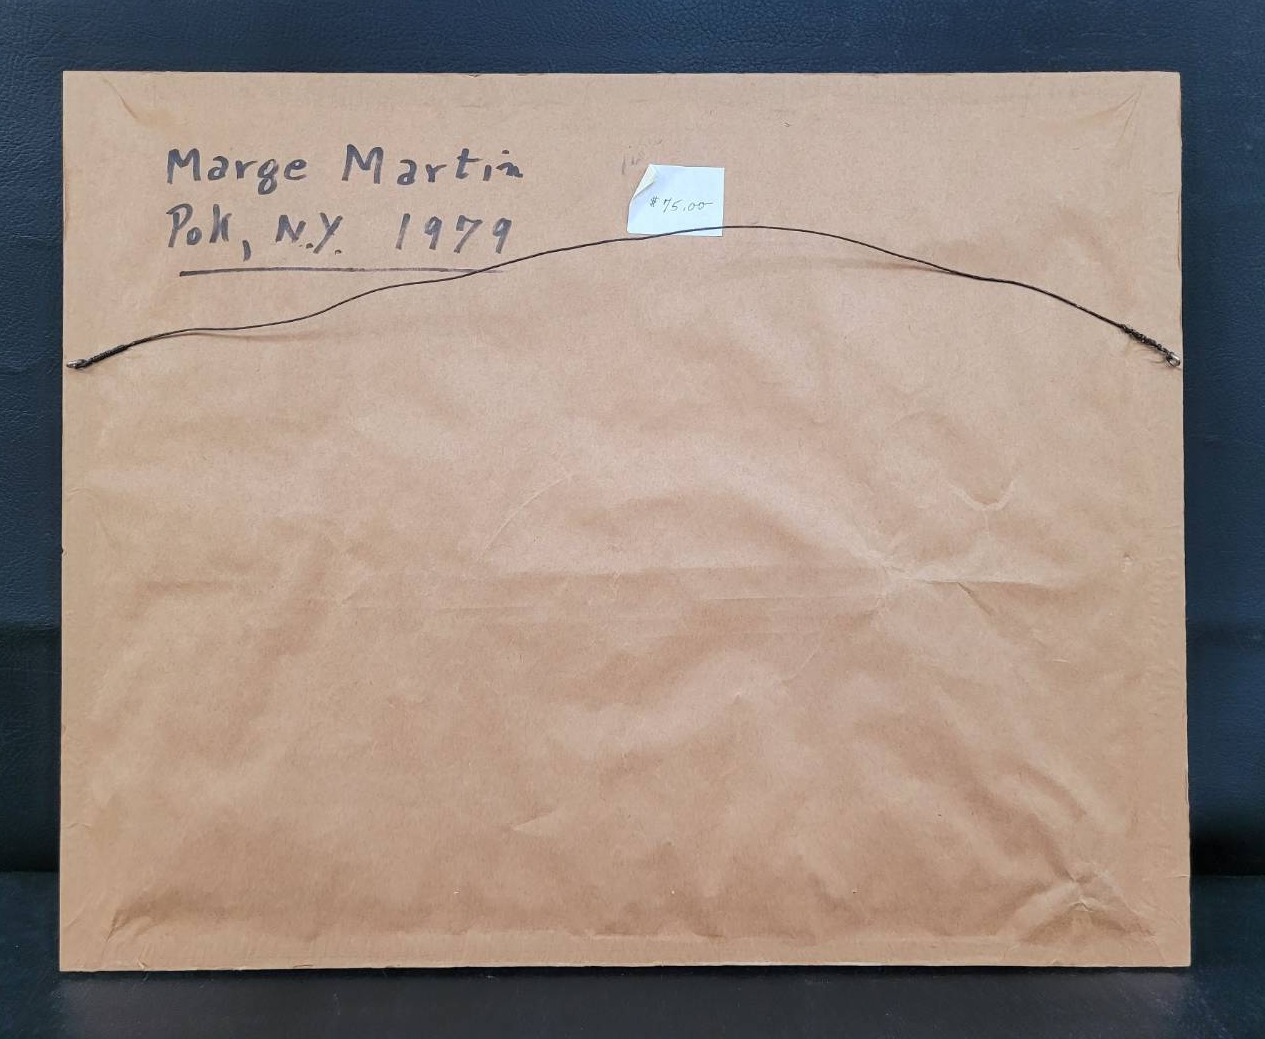 Marge Martin
Pok, N.Y. 1979
$75.00